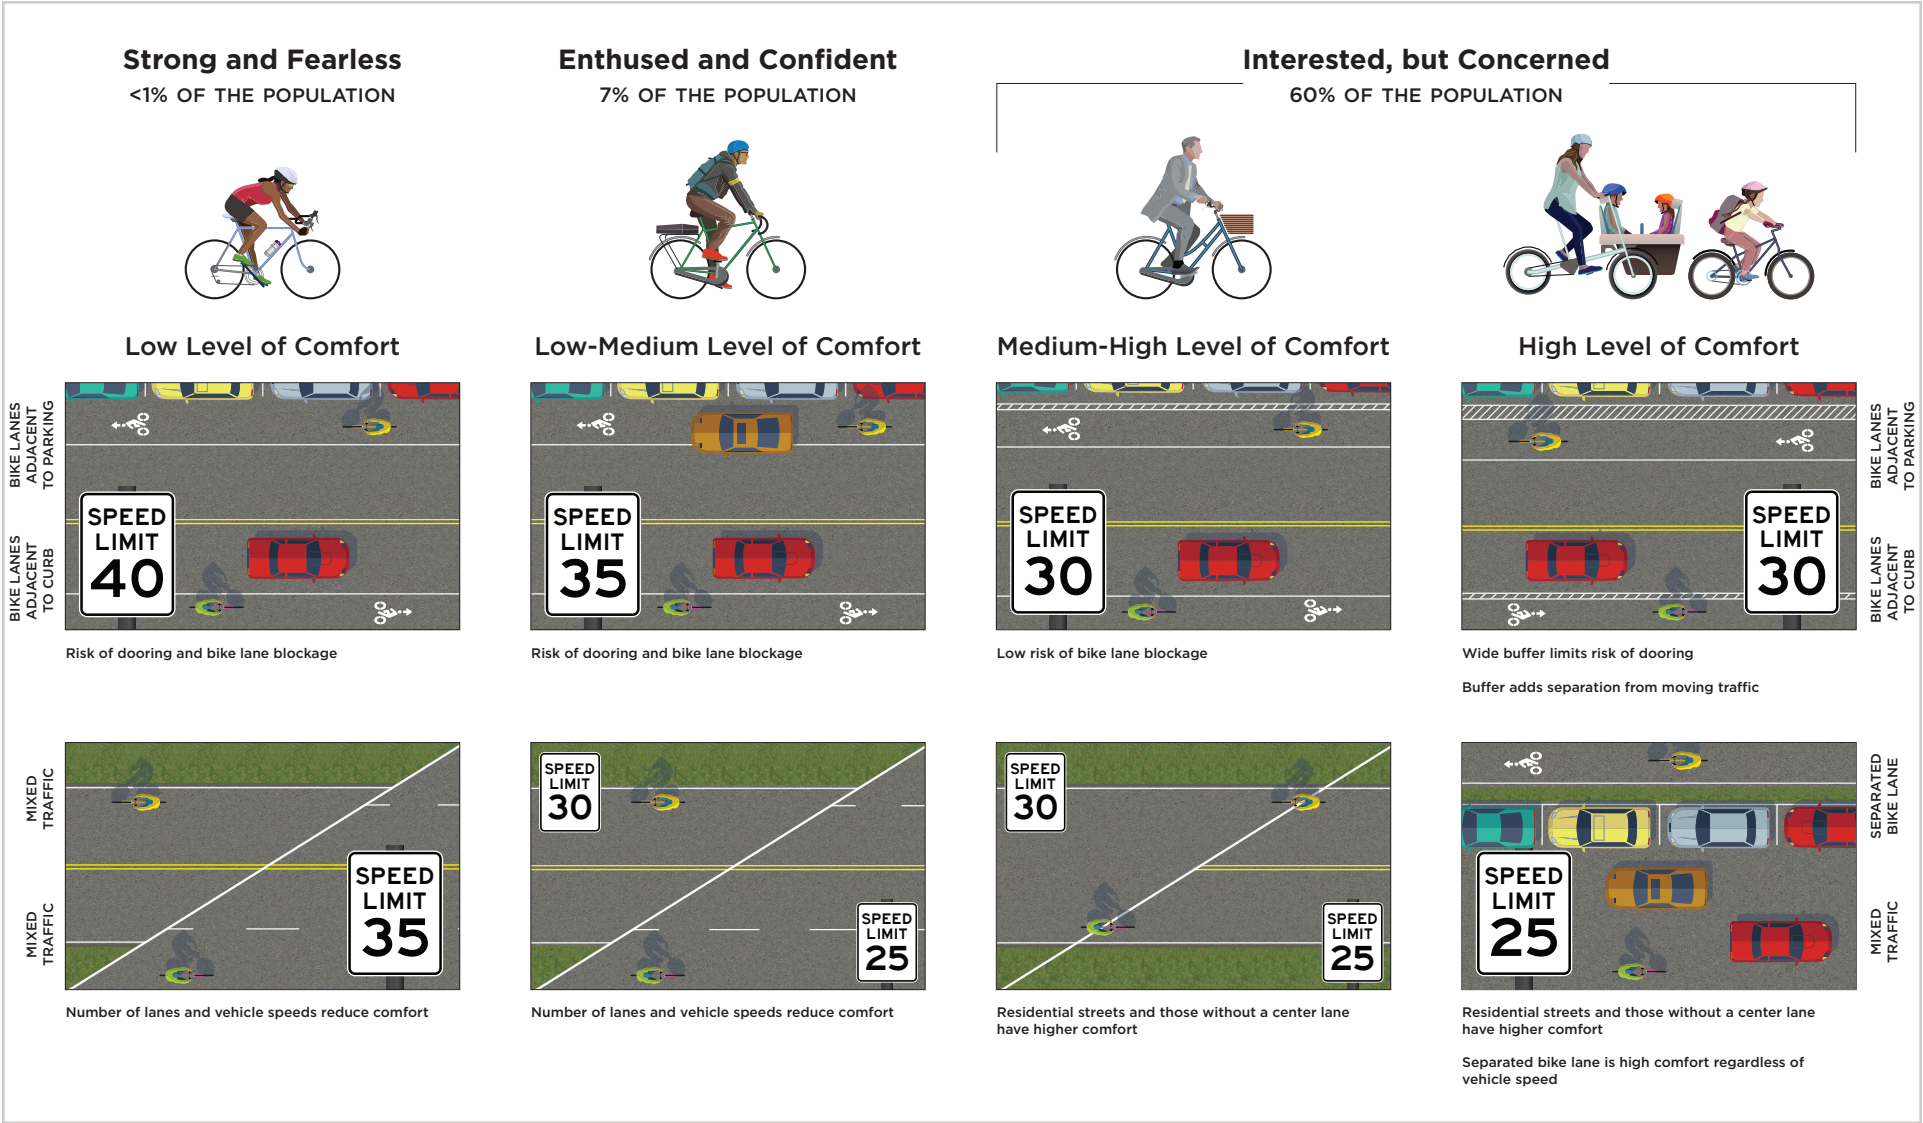 Strong and Fearless
<1% OF THE POPULATION
Enthused and Confident
7% OF THE POPULATION
Interested, but Concerned
60% OF THE POPULATION
Low Level of Comfort
Low-Medium Level of Comfort
Medium-High Level of Comfort
High Level of Comfort
BIKE LANES
ADJACENT
TO PARKING
BIKE LANES
ADJACENT
TO CURB
SPEED
LIMIT
40
SPEED
LIMIT
35
SPEED
LIMIT
30
SPEED
LIMIT
30
BIKE LANES
ADJACENT
TO PARKING
BIKE LANES
ADJACENT
TO CURB
Risk of dooring and bike lane blockage
Risk of dooring and bike lane blockage
Low risk of bike lane blockage
Wide buffer limits risk of dooring
Buffer adds separation from moving traffic
MIXED
TRAFFIC
MIXED
TRAFFIC
SPEED
LIMIT
35
SPEED
LIMIT
30
SPEED
LIMIT
25
SPEED
LIMIT
30
SPEED
LIMIT
25
SPEED
LIMIT
25
SEPARATED
BIKE LANE
MIXED
TRAFFIC
Number of lanes and vehicle speeds reduce comfort
Number of lanes and vehicle speeds reduce comfort
Residential streets and those without a center lane
have higher comfort
Residential streets and those without a center lane
have higher comfort
Separated bike lane is high comfort regardless of
vehicle speed